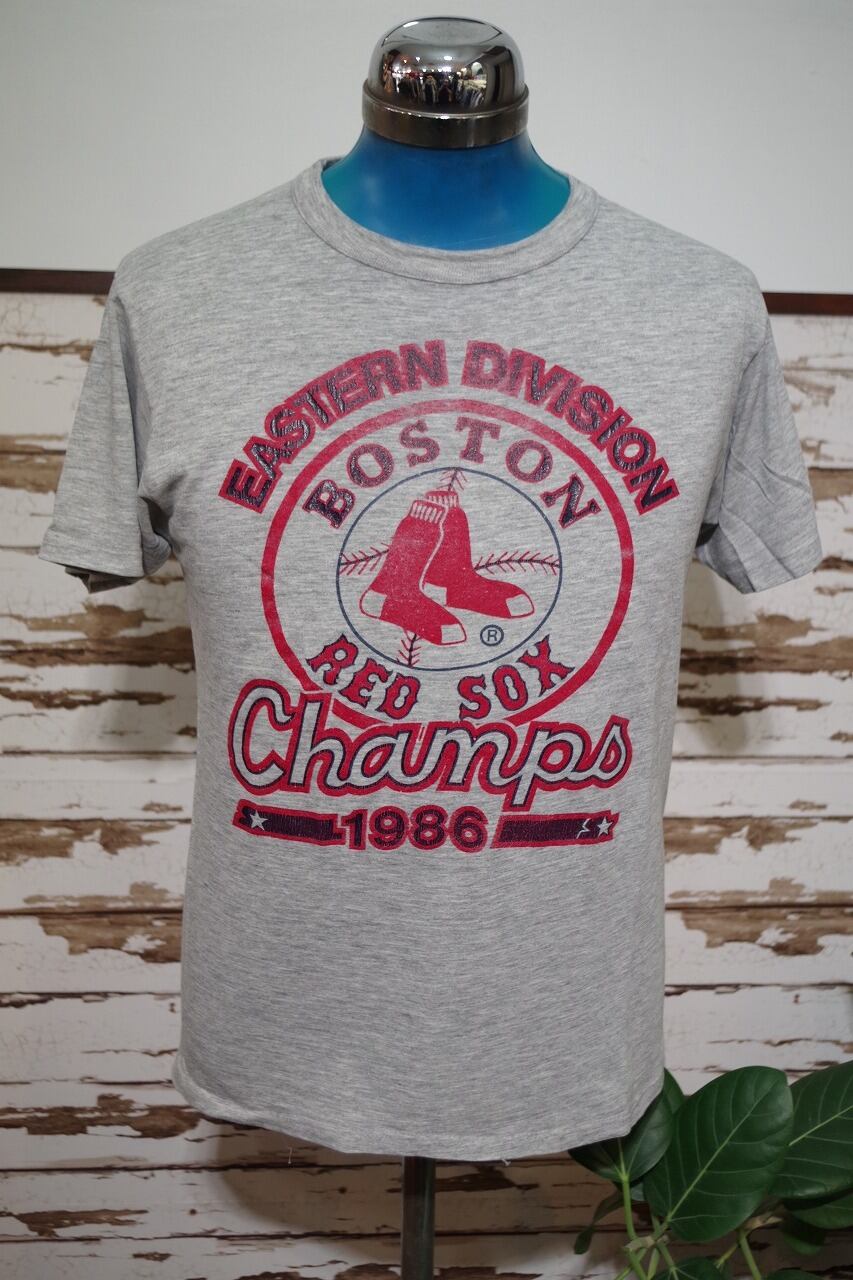 EASTERN DIVISION
BOSTON
®
RED SOX
Champs
1986